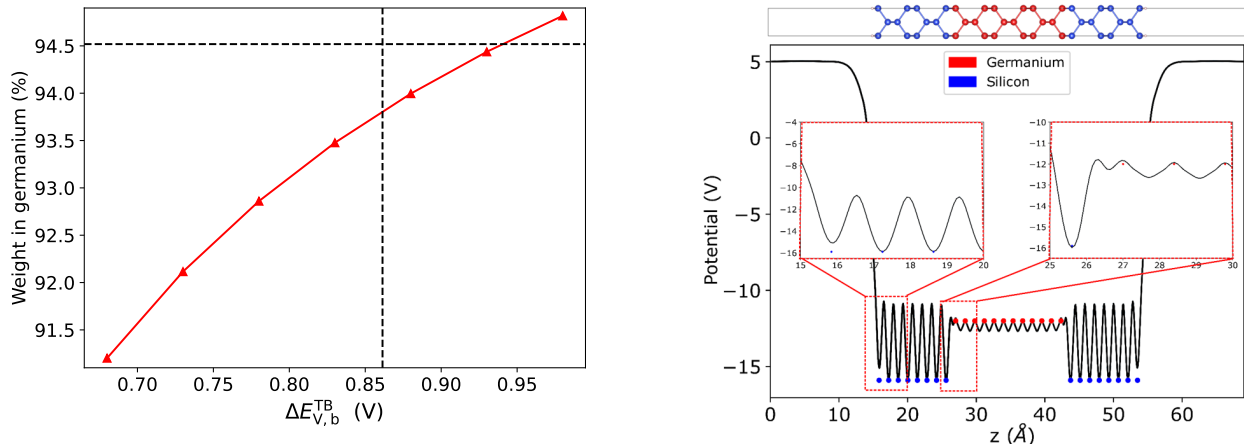 94.5
94.0
93.5
93.0
92.5
92.0
91.5
Weight in germanium (%)
0.70 0.75 0.80 0.85 0.90 0.95
ΔE^TB_V, b (V)
Germanium
Silicon
5
0
−5
−10
−15
Potential (V)
−4
−6
−8
−10
−12
−14
−16
15 16 17 18 19 20
−10
−11
−12
−13
−14
−15
−16
25 26 27 28 29 30
0 10 20 30 40 50 60
z (Å)